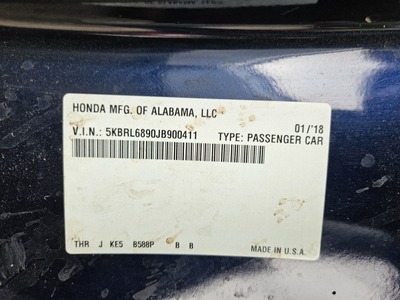 HONDA MFG. OF ALABAMA, LLC
01/'18
V.I.N.: 5KBRL6890JB900411 TYPE: PASSENGER CAR
THR J KE5 B588P B B
MADE IN U.S.A.